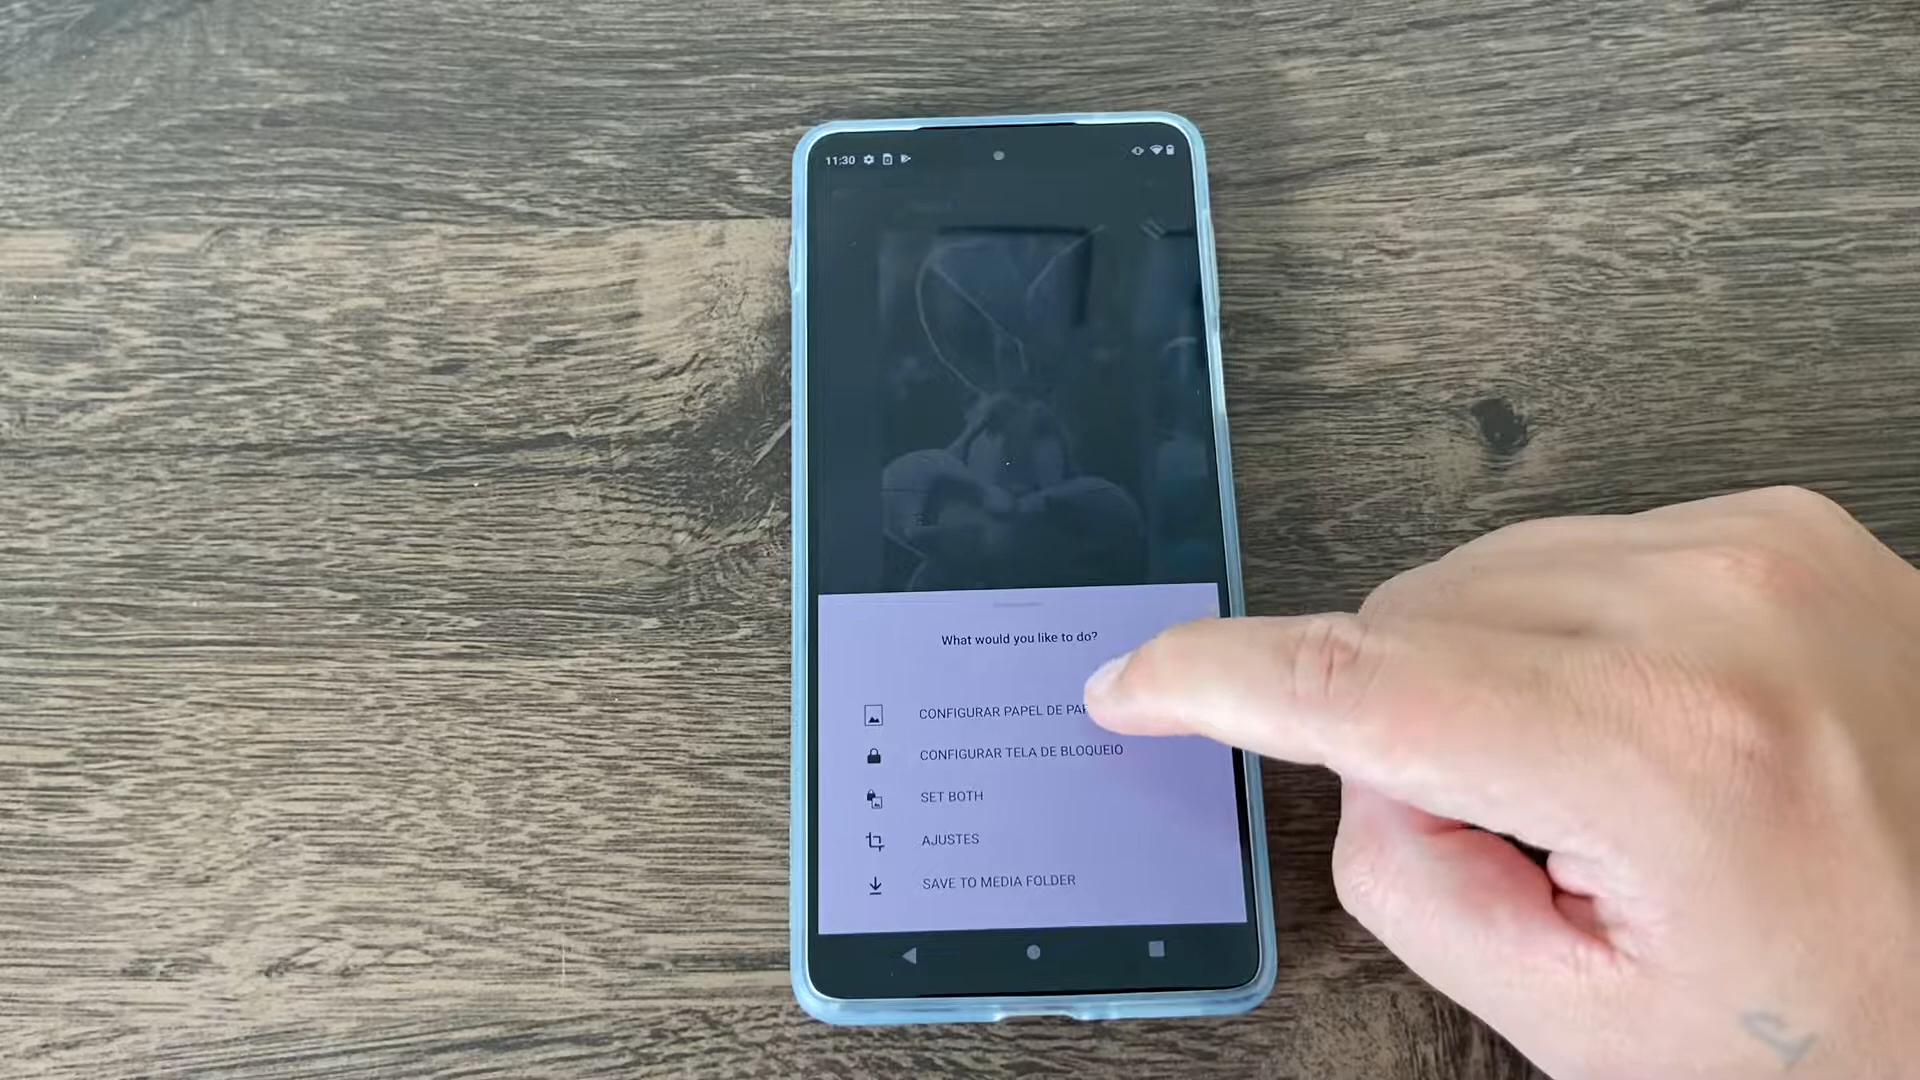 11:30
What would you like to do?
CONFIGURAR PAPEL DE
CONFIGURAR TELA DE BLOQUEIO
SET BOTH
AJUSTES
SAVE TO MEDIA FOLDER